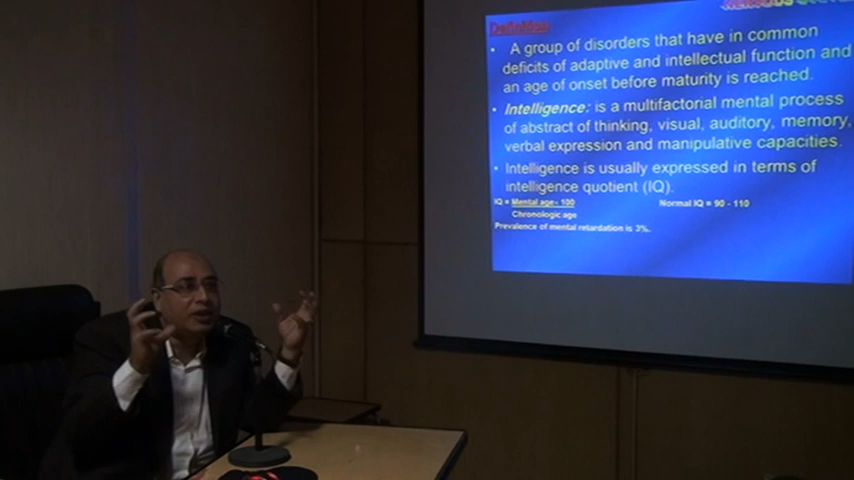 Definition
• A group of disorders that have in common
deficits of adaptive and intellectual function and
an age of onset before maturity is reached.
• Intelligence: is a multifactorial mental process
of abstract of thinking, visual, auditory, memory,
verbal expression and manipulative capacities.
• Intelligence is usually expressed in terms of
intelligence quotient (IQ).
IQ = Mental age × 100 Normal IQ = 90 - 110
Chronologic age
Prevalence of mental retardation is 3%.